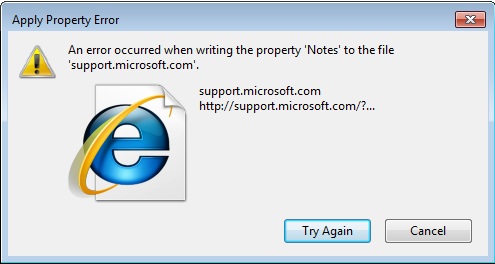 Apply Property Error
An error occurred when writing the property 'Notes' to the file
'support.microsoft.com'.
support.microsoft.com
http://support.microsoft.com/?...
Try Again
Cancel